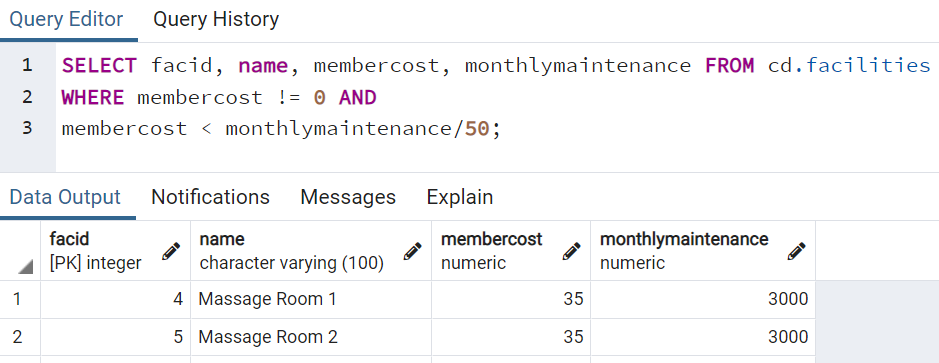 Query Editor Query History
1 SELECT facid, name, membercost, monthlymaintenance FROM cd.facilities
2 WHERE membercost != 0 AND
3 membercost < monthlymaintenance/50;
Data Output Notifications Messages Explain
facid name membercost monthlymaintenance
[PK] integer character varying (100) numeric numeric
1 4 Massage Room 1 35 3000
2 5 Massage Room 2 35 3000